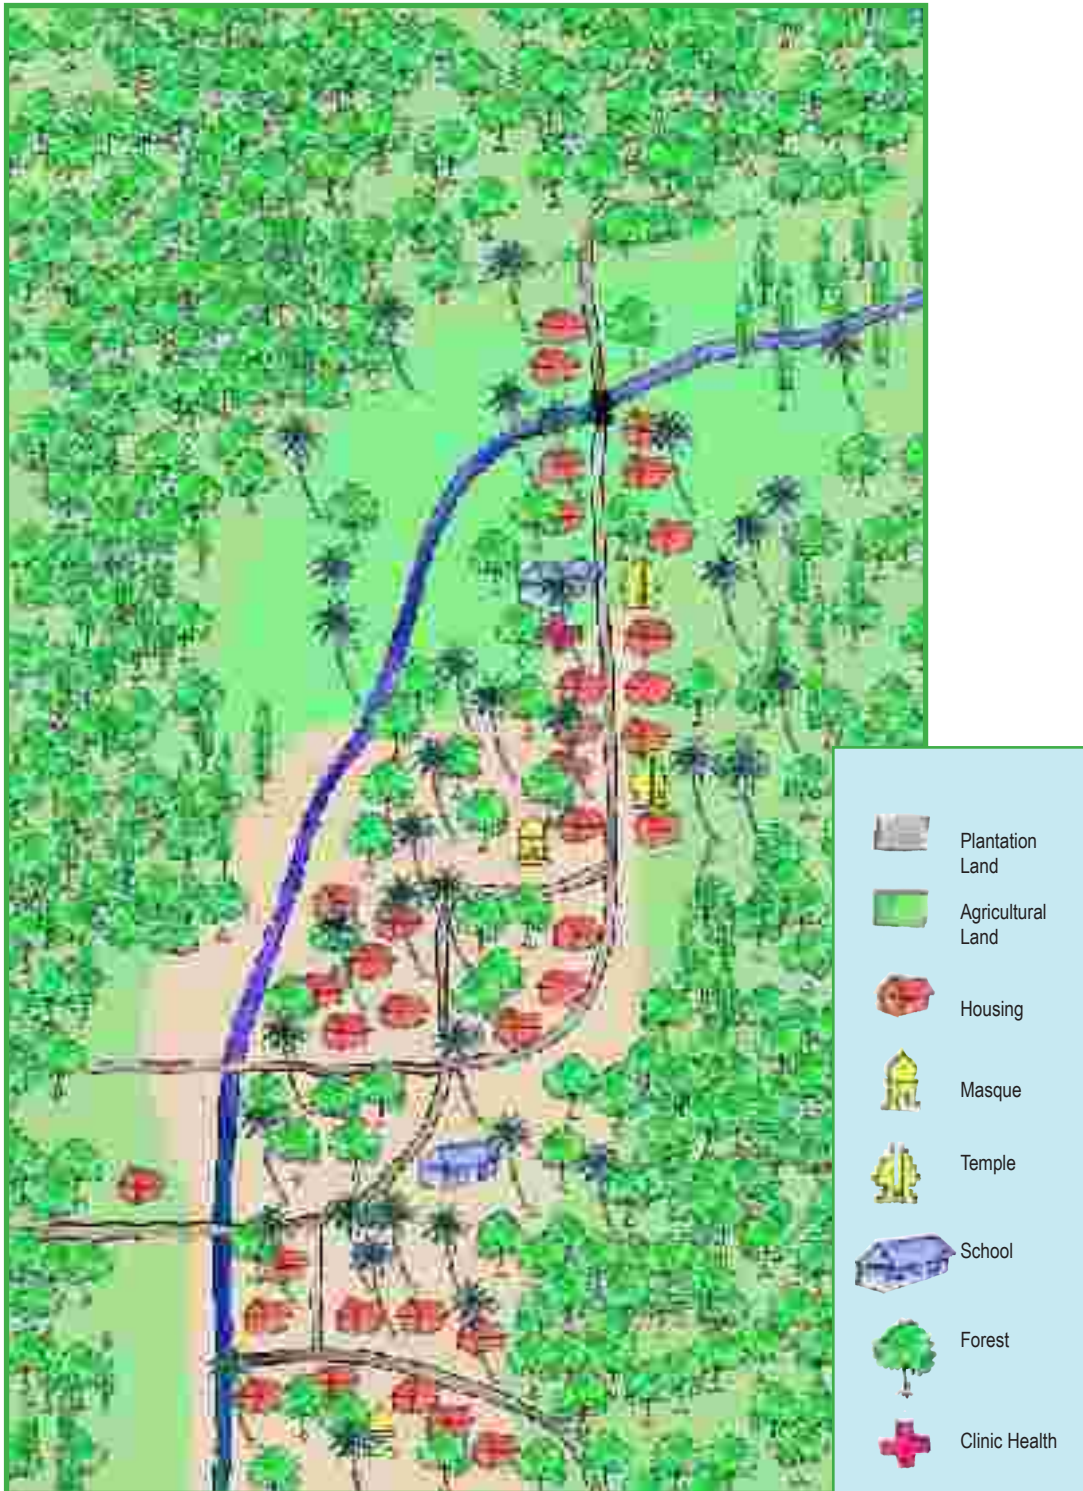 Plantation
Land
Agricultural
Land
Housing
Masque
Temple
School
Forest
Clinic Health